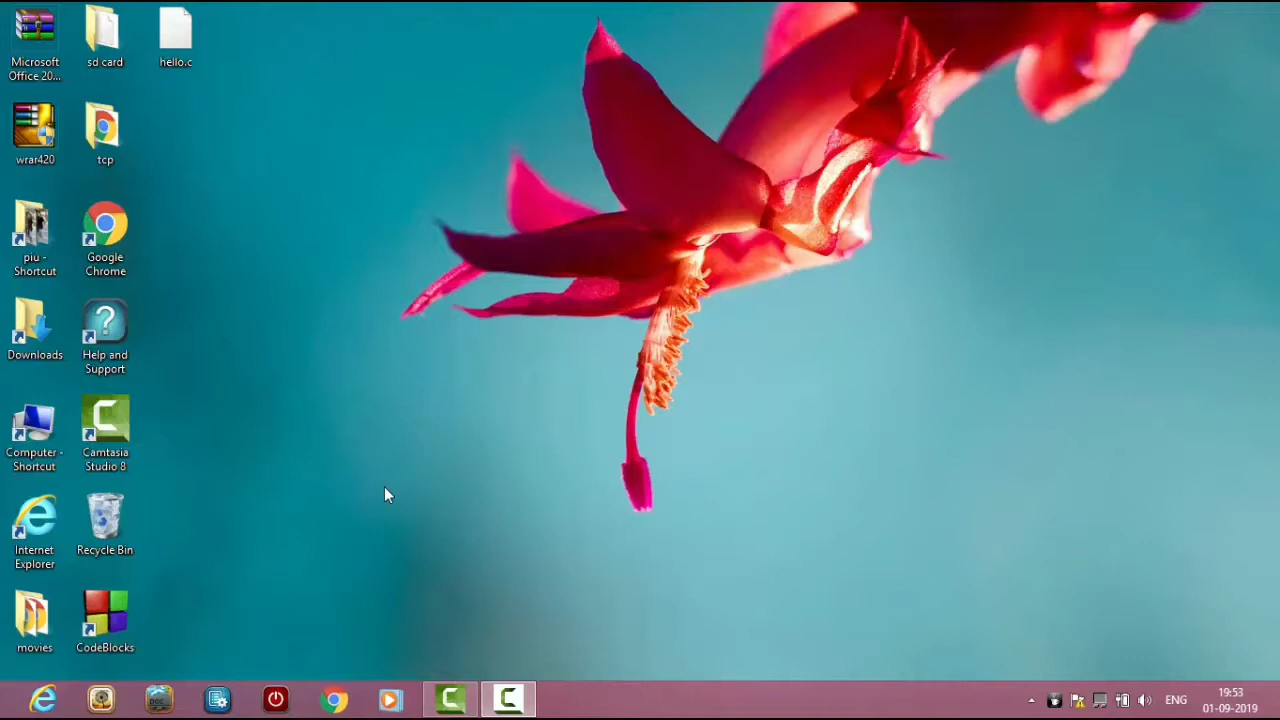 Microsoft
Office 20...
sd card
hello.c
wrar420
tcp
piu -
Shortcut
Google
Chrome
Downloads
Help and
Support
Computer -
Shortcut
Camtasia
Studio 8
Internet
Explorer
Recycle Bin
movies
CodeBlocks
ENG
19:53
01-09-2019